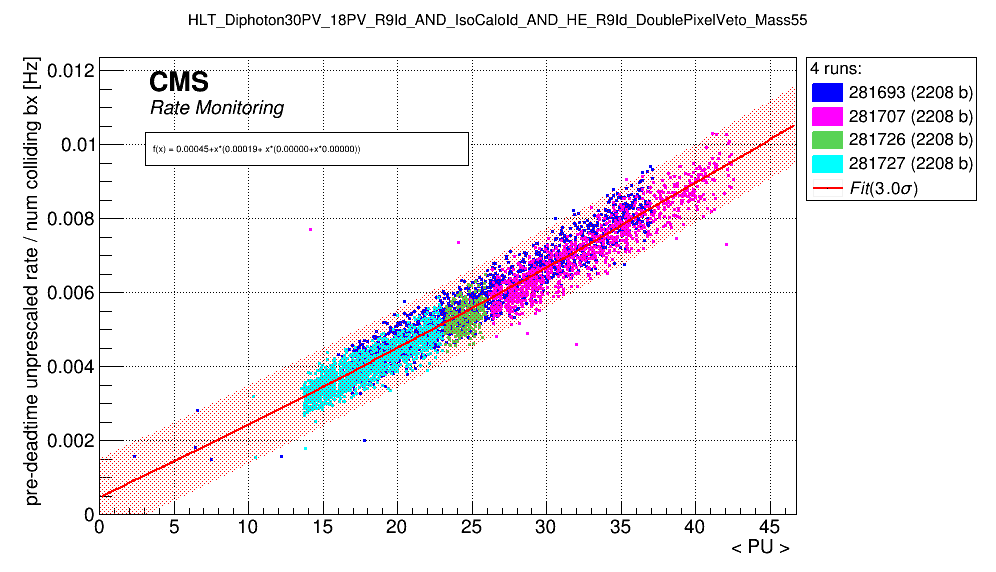 HLT_Diphoton30PV_18PV_R9Id_AND_IsoCaloId_AND_HE_R9Id_DoublePixelVeto_Mass55
pre-deadtime unprescaled rate / num colliding bx [Hz]
0.012
0.01
0.008
0.006
0.004
0.002
0
CMS
Rate Monitoring
f(x) = 0.00045+x*(0.00019+ x*(0.00000+x*0.00000))
4 runs:
281693 (2208 b)
281707 (2208 b)
281726 (2208 b)
281727 (2208 b)
Fit(3.0σ)
0 5 10 15 20 25 30 35 40 45
< PU >